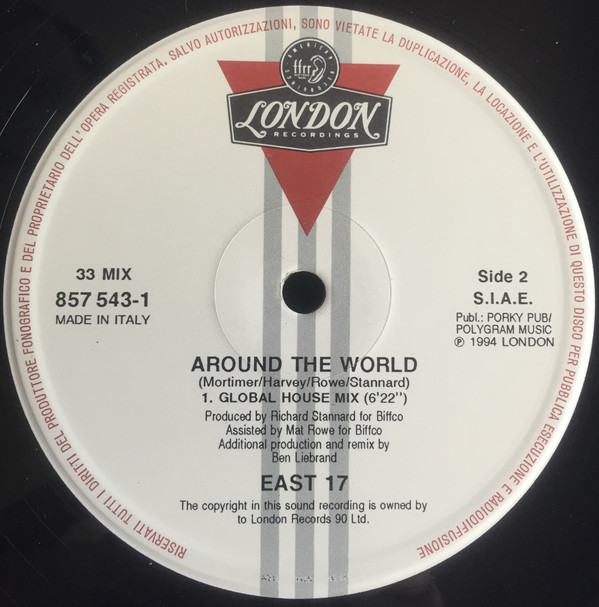 RISERVATI TUTTI I DIRITTI DEL PRODUTTORE FONOGRAFICO E DEL PROPRIETARIO DELL'OPERA REGISTRATA, SALVO AUTORIZZAZIONI, SONO VIETATE LA DUPLICAZIONE, LA LOCAZIONE E L'UTILIZZAZIONE DI QUESTO DISCO PER PUBBLICA ESECUZIONE E RADIODIFFUSIONE
ffrr
LONDON
RECORDINGS
33 MIX
857 543-1
MADE IN ITALY
Side 2
S.I.A.E.
Publ.: PORKY PUB/
POLYGRAM MUSIC
℗ 1994 LONDON
AROUND THE WORLD
(Mortimer/Harvey/Rowe/Stannard)
1. GLOBAL HOUSE MIX (6'22'')
Produced by Richard Stannard for Biffco
Assisted by Mat Rowe for Biffco
Additional production and remix by
Ben Liebrand
EAST 17
The copyright in this sound recording is owned by
to London Records 90 Ltd.